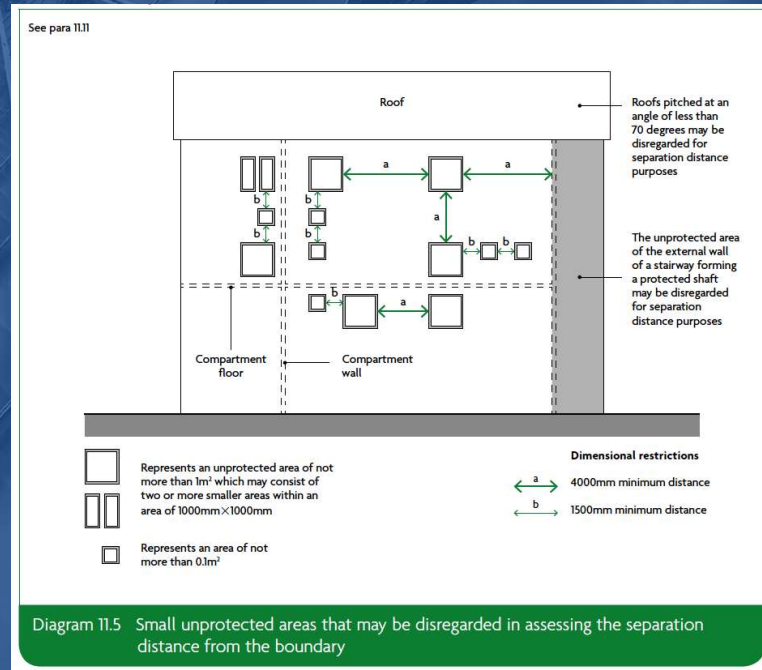 See para 11.11
Roof
Roofs pitched at an
angle of less than
70 degrees may be
disregarded for
separation distance
purposes
a
a
b
b
a
b
b
b
b
The unprotected area
of the external wall
of a stairway forming
a protected shaft
may be disregarded
for separation
distance purposes
b
a
Compartment
floor
Compartment
wall
Represents an unprotected area of not
more than 1m² which may consist of
two or more smaller areas within an
area of 1000mm×1000mm
Represents an area of not
more than 0.1m²
Dimensional restrictions
a 4000mm minimum distance
b 1500mm minimum distance
Diagram 11.5 Small unprotected areas that may be disregarded in assessing the separation
distance from the boundary